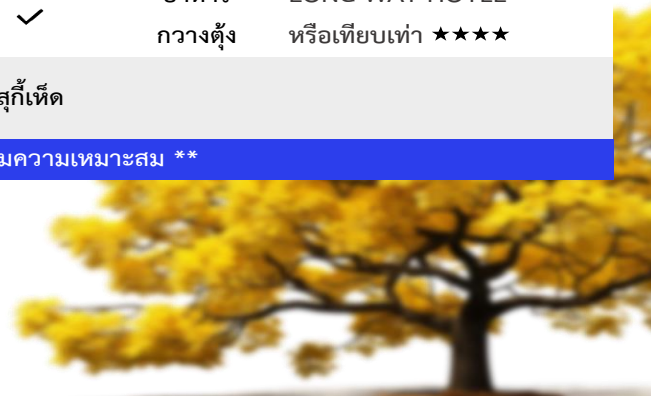 กวางตุ้ง หรือเทียบเท่า ★★★★
สุกี้เห็ด
มความเหมาะสม **